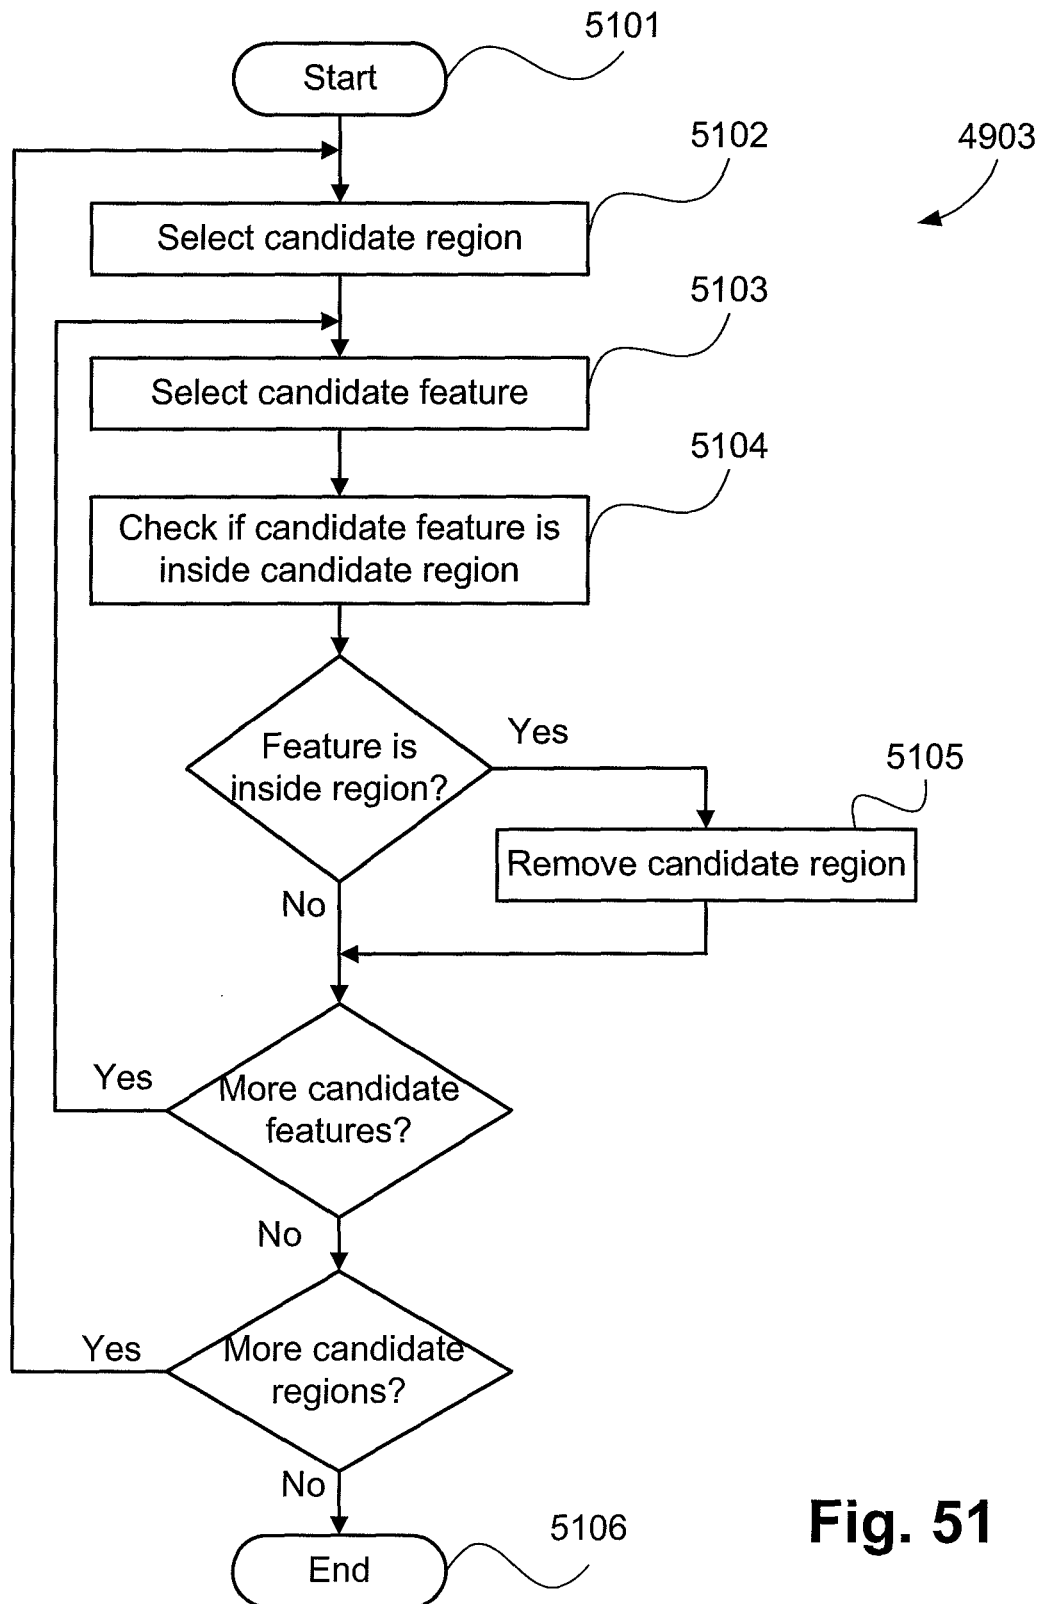 5101
Start
5102
4903
Select candidate region
5103
Select candidate feature
5104
Check if candidate feature is
inside candidate region
Yes
Feature is
inside region?
5105
Remove candidate region
No
Yes
More candidate
features?
No
Yes
More candidate
regions?
No
Fig. 51
5106
End